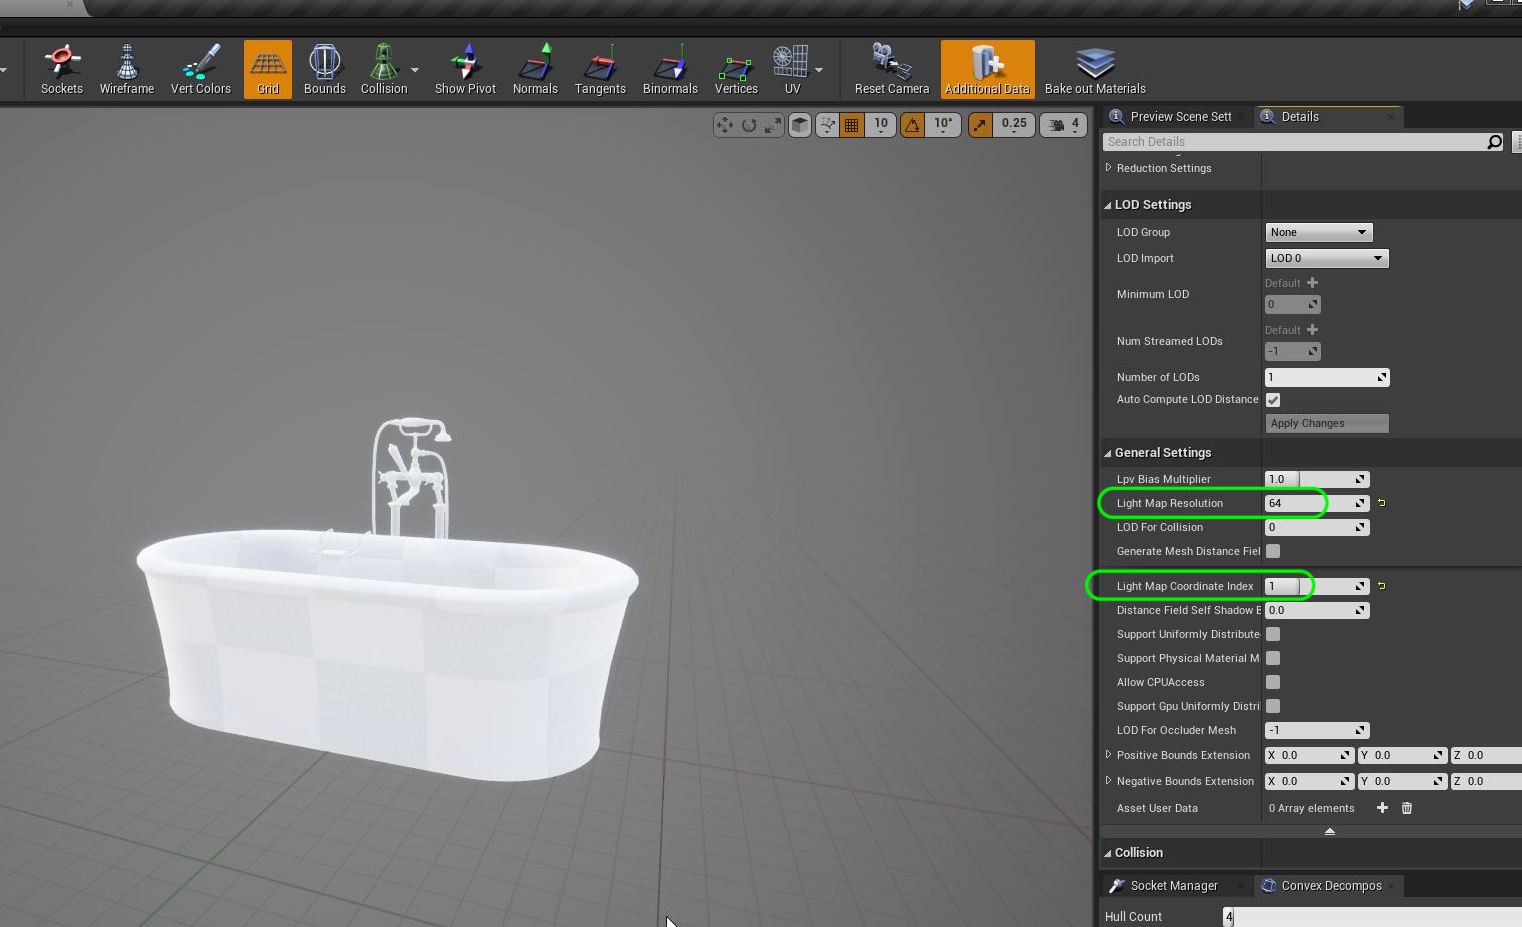 Sockets Wireframe Vert Colors Grid Bounds Collision Show Pivot Normals Tangents Binormals Vertices UV Reset Camera Additional Data Bake out Materials
10 10° 0.25 4
Preview Scene Sett Details
Search Details
Reduction Settings
LOD Settings
LOD Group None
LOD Import LOD 0
Default
Minimum LOD
0
Default
Num Streamed LODs
-1
Number of LODs 1
Auto Compute LOD Distance
Apply Changes
General Settings
Lpv Bias Multiplier 1.0
Light Map Resolution 64
LOD For Collision 0
Generate Mesh Distance Fiel
Light Map Coordinate Index 1
Distance Field Self Shadow B 0.0
Support Uniformly Distribute
Support Physical Material M
Allow CPUAccess
Support Gpu Uniformly Distri
LOD For Occluder Mesh -1
Positive Bounds Extension X 0.0 Y 0.0 Z 0.0
Negative Bounds Extension X 0.0 Y 0.0 Z 0.0
Asset User Data 0 Array elements
Collision
Socket Manager Convex Decompos
Hull Count 4